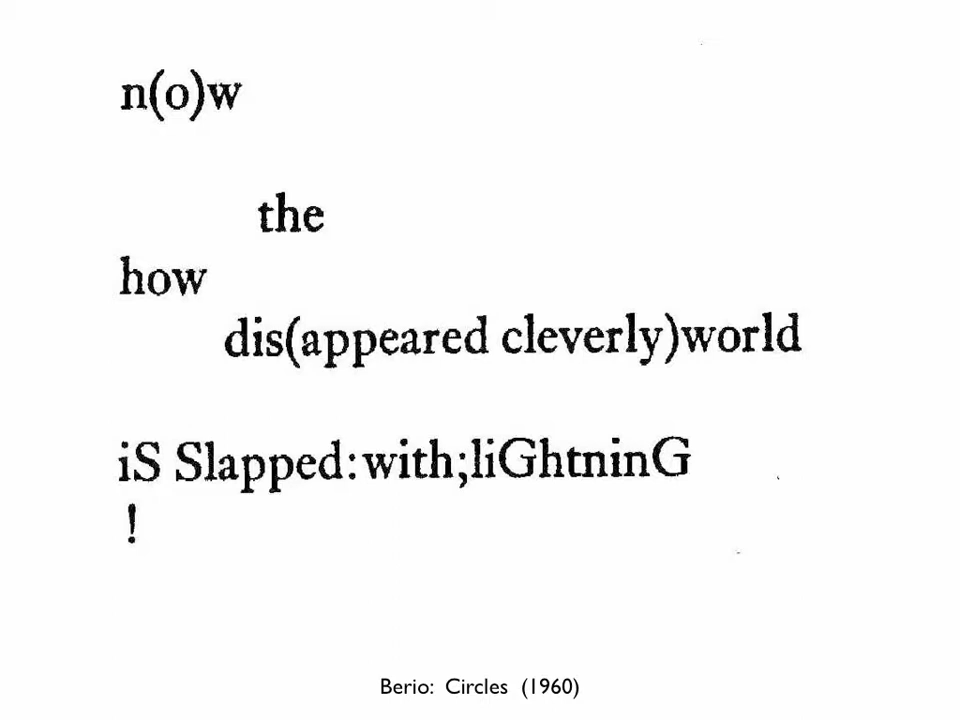 n(o)w
the
how
dis(appeared cleverly)world
iS Slapped:with;liGhtninG
!
Berio: Circles (1960)